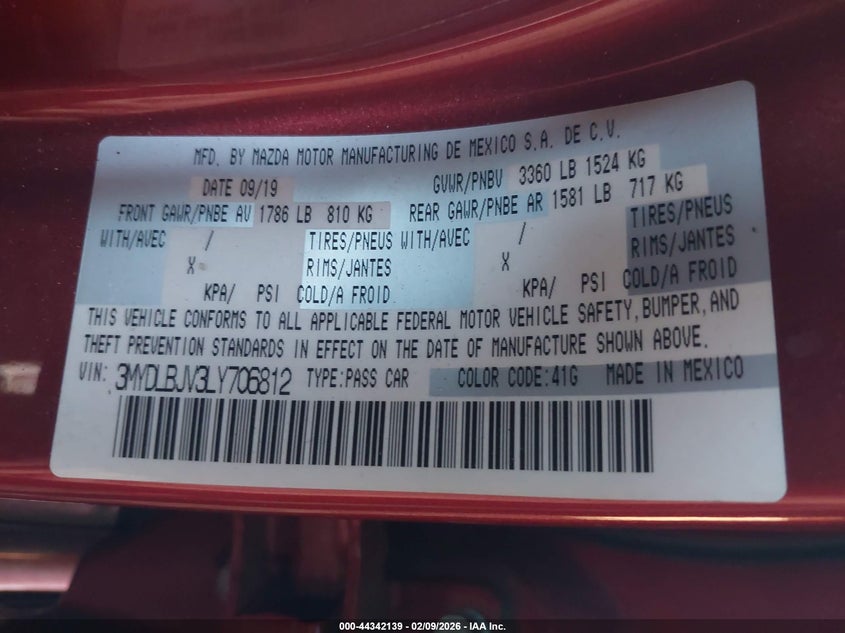 MFD. BY MAZDA MOTOR MANUFACTURING DE MEXICO S.A. DE C.V.
DATE 09/19 GVWR/PNBV 3360 LB 1524 KG
FRONT GAWR/PNBE AV 1786 LB 810 KG REAR GAWR/PNBE AR 1581 LB 717 KG
WITH/AVEC / TIRES/PNEUS WITH/AVEC / TIRES/PNEUS
X RIMS/JANTES X RIMS/JANTES
KPA/ PSI COLD/A FROID KPA/ PSI COLD/A FROID
THIS VEHICLE CONFORMS TO ALL APPLICABLE FEDERAL MOTOR VEHICLE SAFETY, BUMPER, AND
THEFT PREVENTION STANDARDS IN EFFECT ON THE DATE OF MANUFACTURE SHOWN ABOVE.
VIN: 3MYDLBJV3LY706812 TYPE:PASS CAR COLOR CODE:41G MADE IN MEXICO
000-44342139 - 02/09/2026 - IAA Inc.